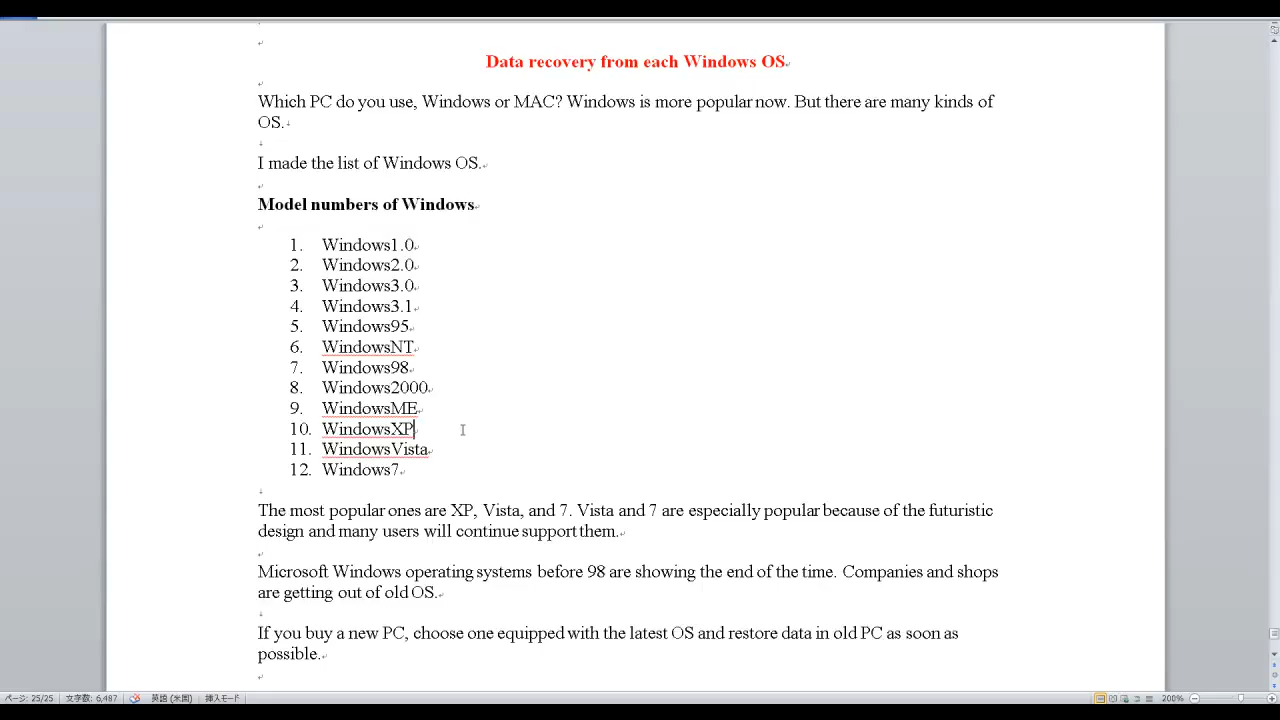 Data recovery from each Windows OS
Which PC do you use, Windows or MAC? Windows is more popular now. But there are many kinds of
OS.
I made the list of Windows OS.
Model numbers of Windows
1. Windows1.0
2. Windows2.0
3. Windows3.0
4. Windows3.1
5. Windows95
6. WindowsNT
7. Windows98
8. Windows2000
9. WindowsME
10. WindowsXP
11. WindowsVista
12. Windows7
The most popular ones are XP, Vista, and 7. Vista and 7 are especially popular because of the futuristic
design and many users will continue support them.
Microsoft Windows operating systems before 98 are showing the end of the time. Companies and shops
are getting out of old OS.
If you buy a new PC, choose one equipped with the latest OS and restore data in old PC as soon as
possible.
ページ: 25/25 文字数: 6,487 英語 (米国) 挿入モード 200%